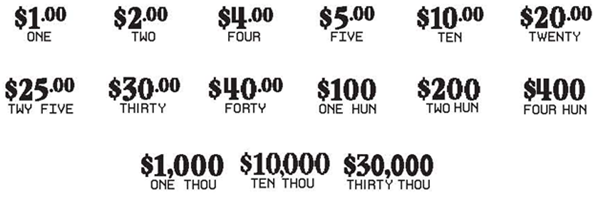 $1.00 $2.00 $4.00 $5.00 $10.00 $20.00
ONE TWO FOUR FIVE TEN TWENTY
$25.00 $30.00 $40.00 $100 $200 $400
TWY FIVE THIRTY FORTY ONE HUN TWO HUN FOUR HUN
$1,000 $10,000 $30,000
ONE THOU TEN THOU THIRTY THOU